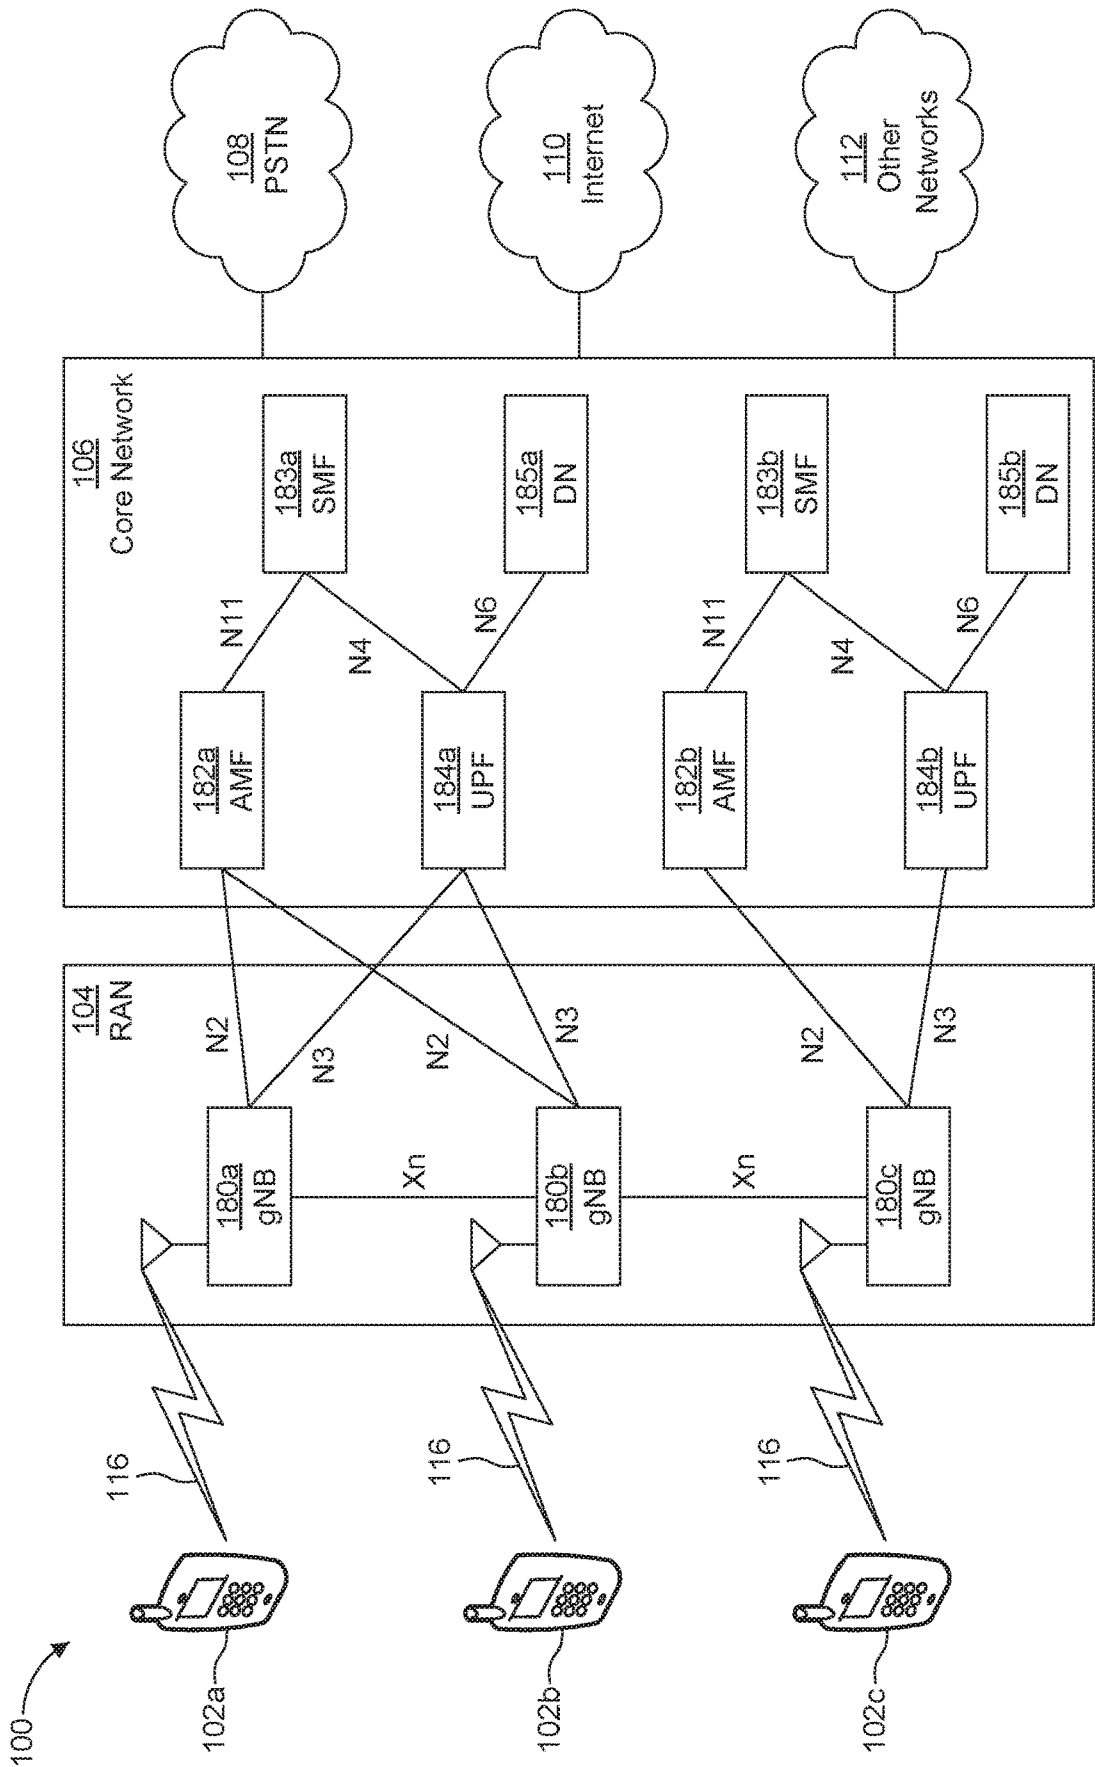 100
102a
102b
102c
116
116
116
104
RAN
180a
gNB
180b
gNB
180c
gNB
Xn
Xn
N2
N3
N2
N3
N2
N3
106
Core Network
182a
AMF
184a
UPF
182b
AMF
184b
UPF
N11
N4
N6
N11
N4
N6
183a
SMF
185a
DN
183b
SMF
185b
DN
108
PSTN
110
Internet
112
Other
Networks